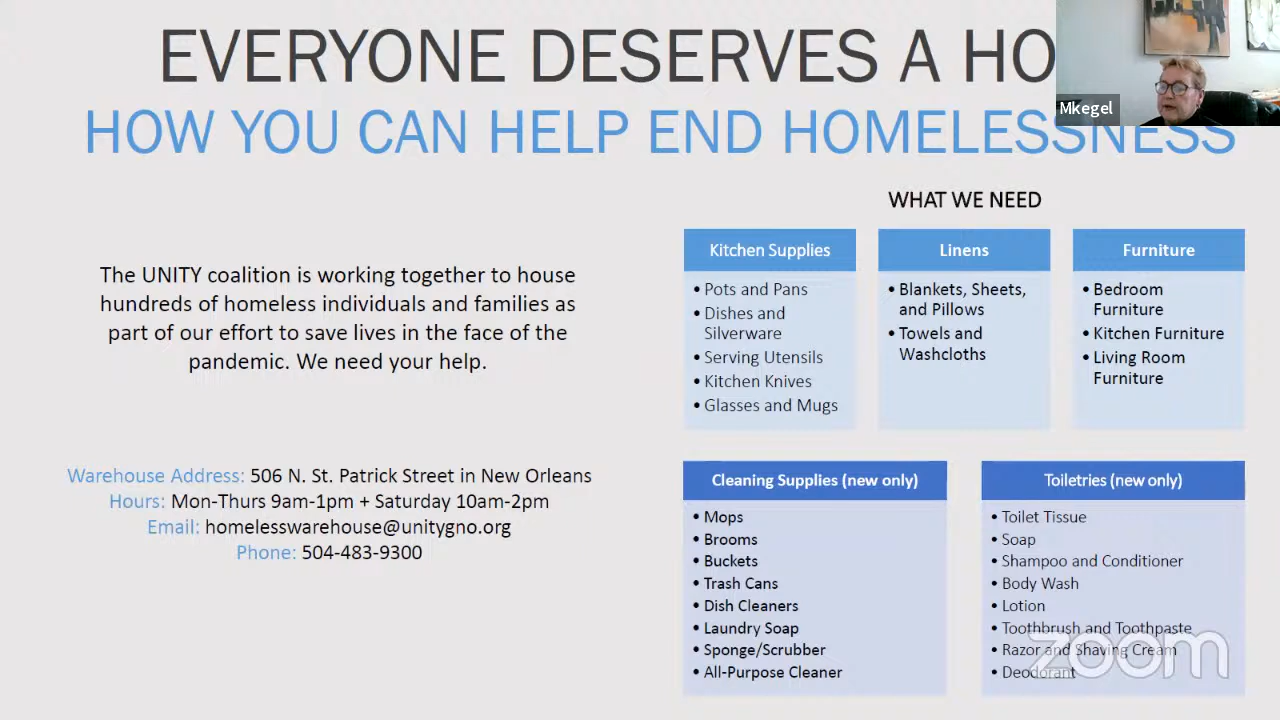 EVERYONE DESERVES A HO
HOW YOU CAN HELP END HOMELESSNESS
Mkegel
The UNITY coalition is working together to house
hundreds of homeless individuals and families as
part of our effort to save lives in the face of the
pandemic. We need your help.
Warehouse Address: 506 N. St. Patrick Street in New Orleans
Hours: Mon-Thurs 9am-1pm + Saturday 10am-2pm
Email: homelesswarehouse@unitygno.org
Phone: 504-483-9300
WHAT WE NEED
Kitchen Supplies
• Pots and Pans
• Dishes and
Silverware
• Serving Utensils
• Kitchen Knives
• Glasses and Mugs
Linens
• Blankets, Sheets,
and Pillows
• Towels and
Washcloths
Furniture
• Bedroom
Furniture
• Kitchen Furniture
• Living Room
Furniture
Cleaning Supplies (new only)
• Mops
• Brooms
• Buckets
• Trash Cans
• Dish Cleaners
• Laundry Soap
• Sponge/Scrubber
• All-Purpose Cleaner
Toiletries (new only)
• Toilet Tissue
• Soap
• Shampoo and Conditioner
• Body Wash
• Lotion
• Toothbrush and Toothpaste
• Razor and Shaving Cream
• Deodorant
zoom